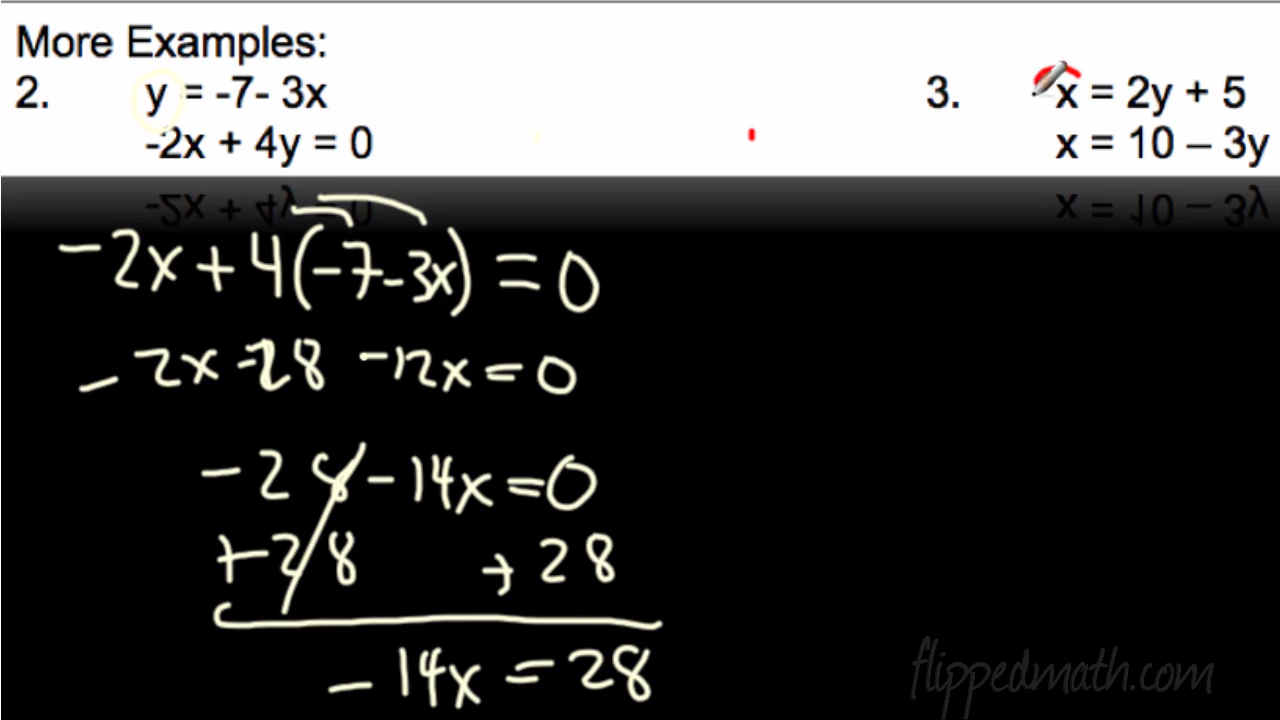 More Examples:
2. y = -7- 3x
-2x + 4y = 0
3. x = 2y + 5
x = 10 – 3y
-2x + 4(-7-3x) = 0
-2x -28 -12x = 0
-28 -14x = 0
+28 +28
-14x = 28
flippedmath.com